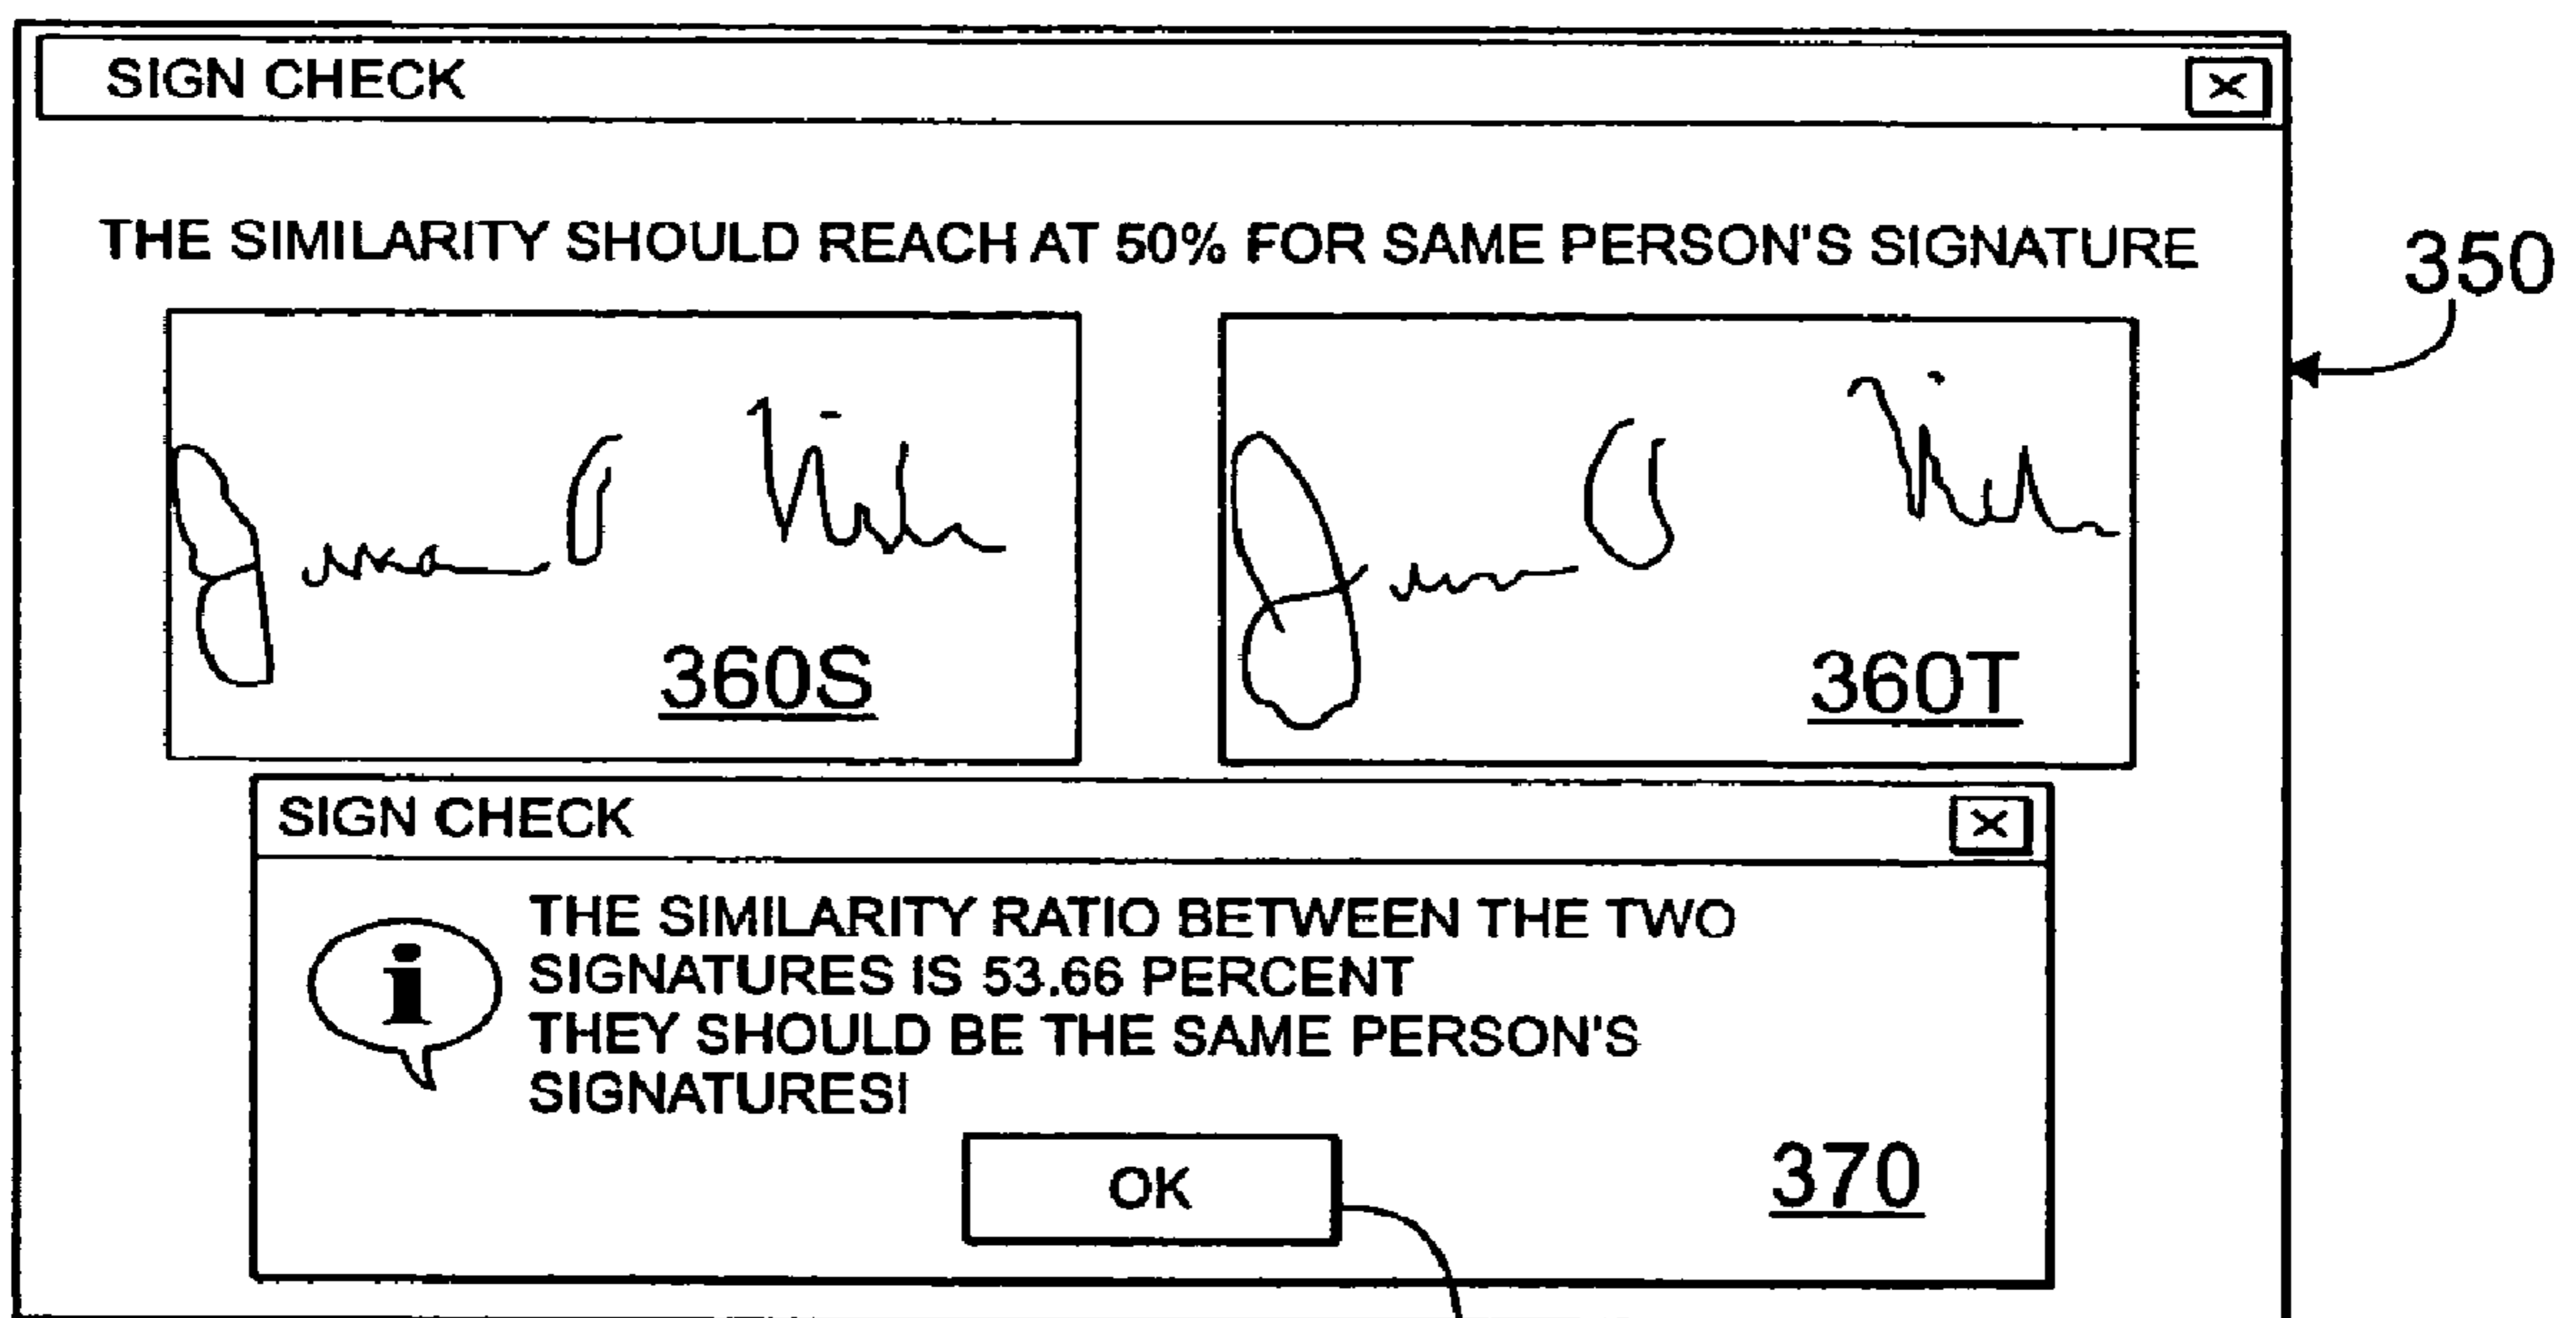 SIGN CHECK
THE SIMILARITY SHOULD REACH AT 50% FOR SAME PERSON'S SIGNATURE
350
360S
360T
SIGN CHECK
THE SIMILARITY RATIO BETWEEN THE TWO
SIGNATURES IS 53.66 PERCENT
THEY SHOULD BE THE SAME PERSON'S
SIGNATURES!
OK
370